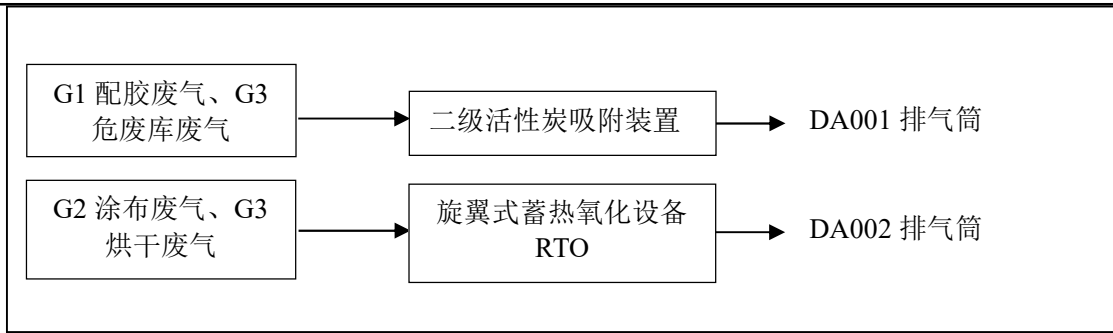 G1 配胶废气、G3
危废库废气
二级活性炭吸附装置
DA001 排气筒
G2 涂布废气、G3
烘干废气
旋翼式蓄热氧化设备
RTO
DA002 排气筒